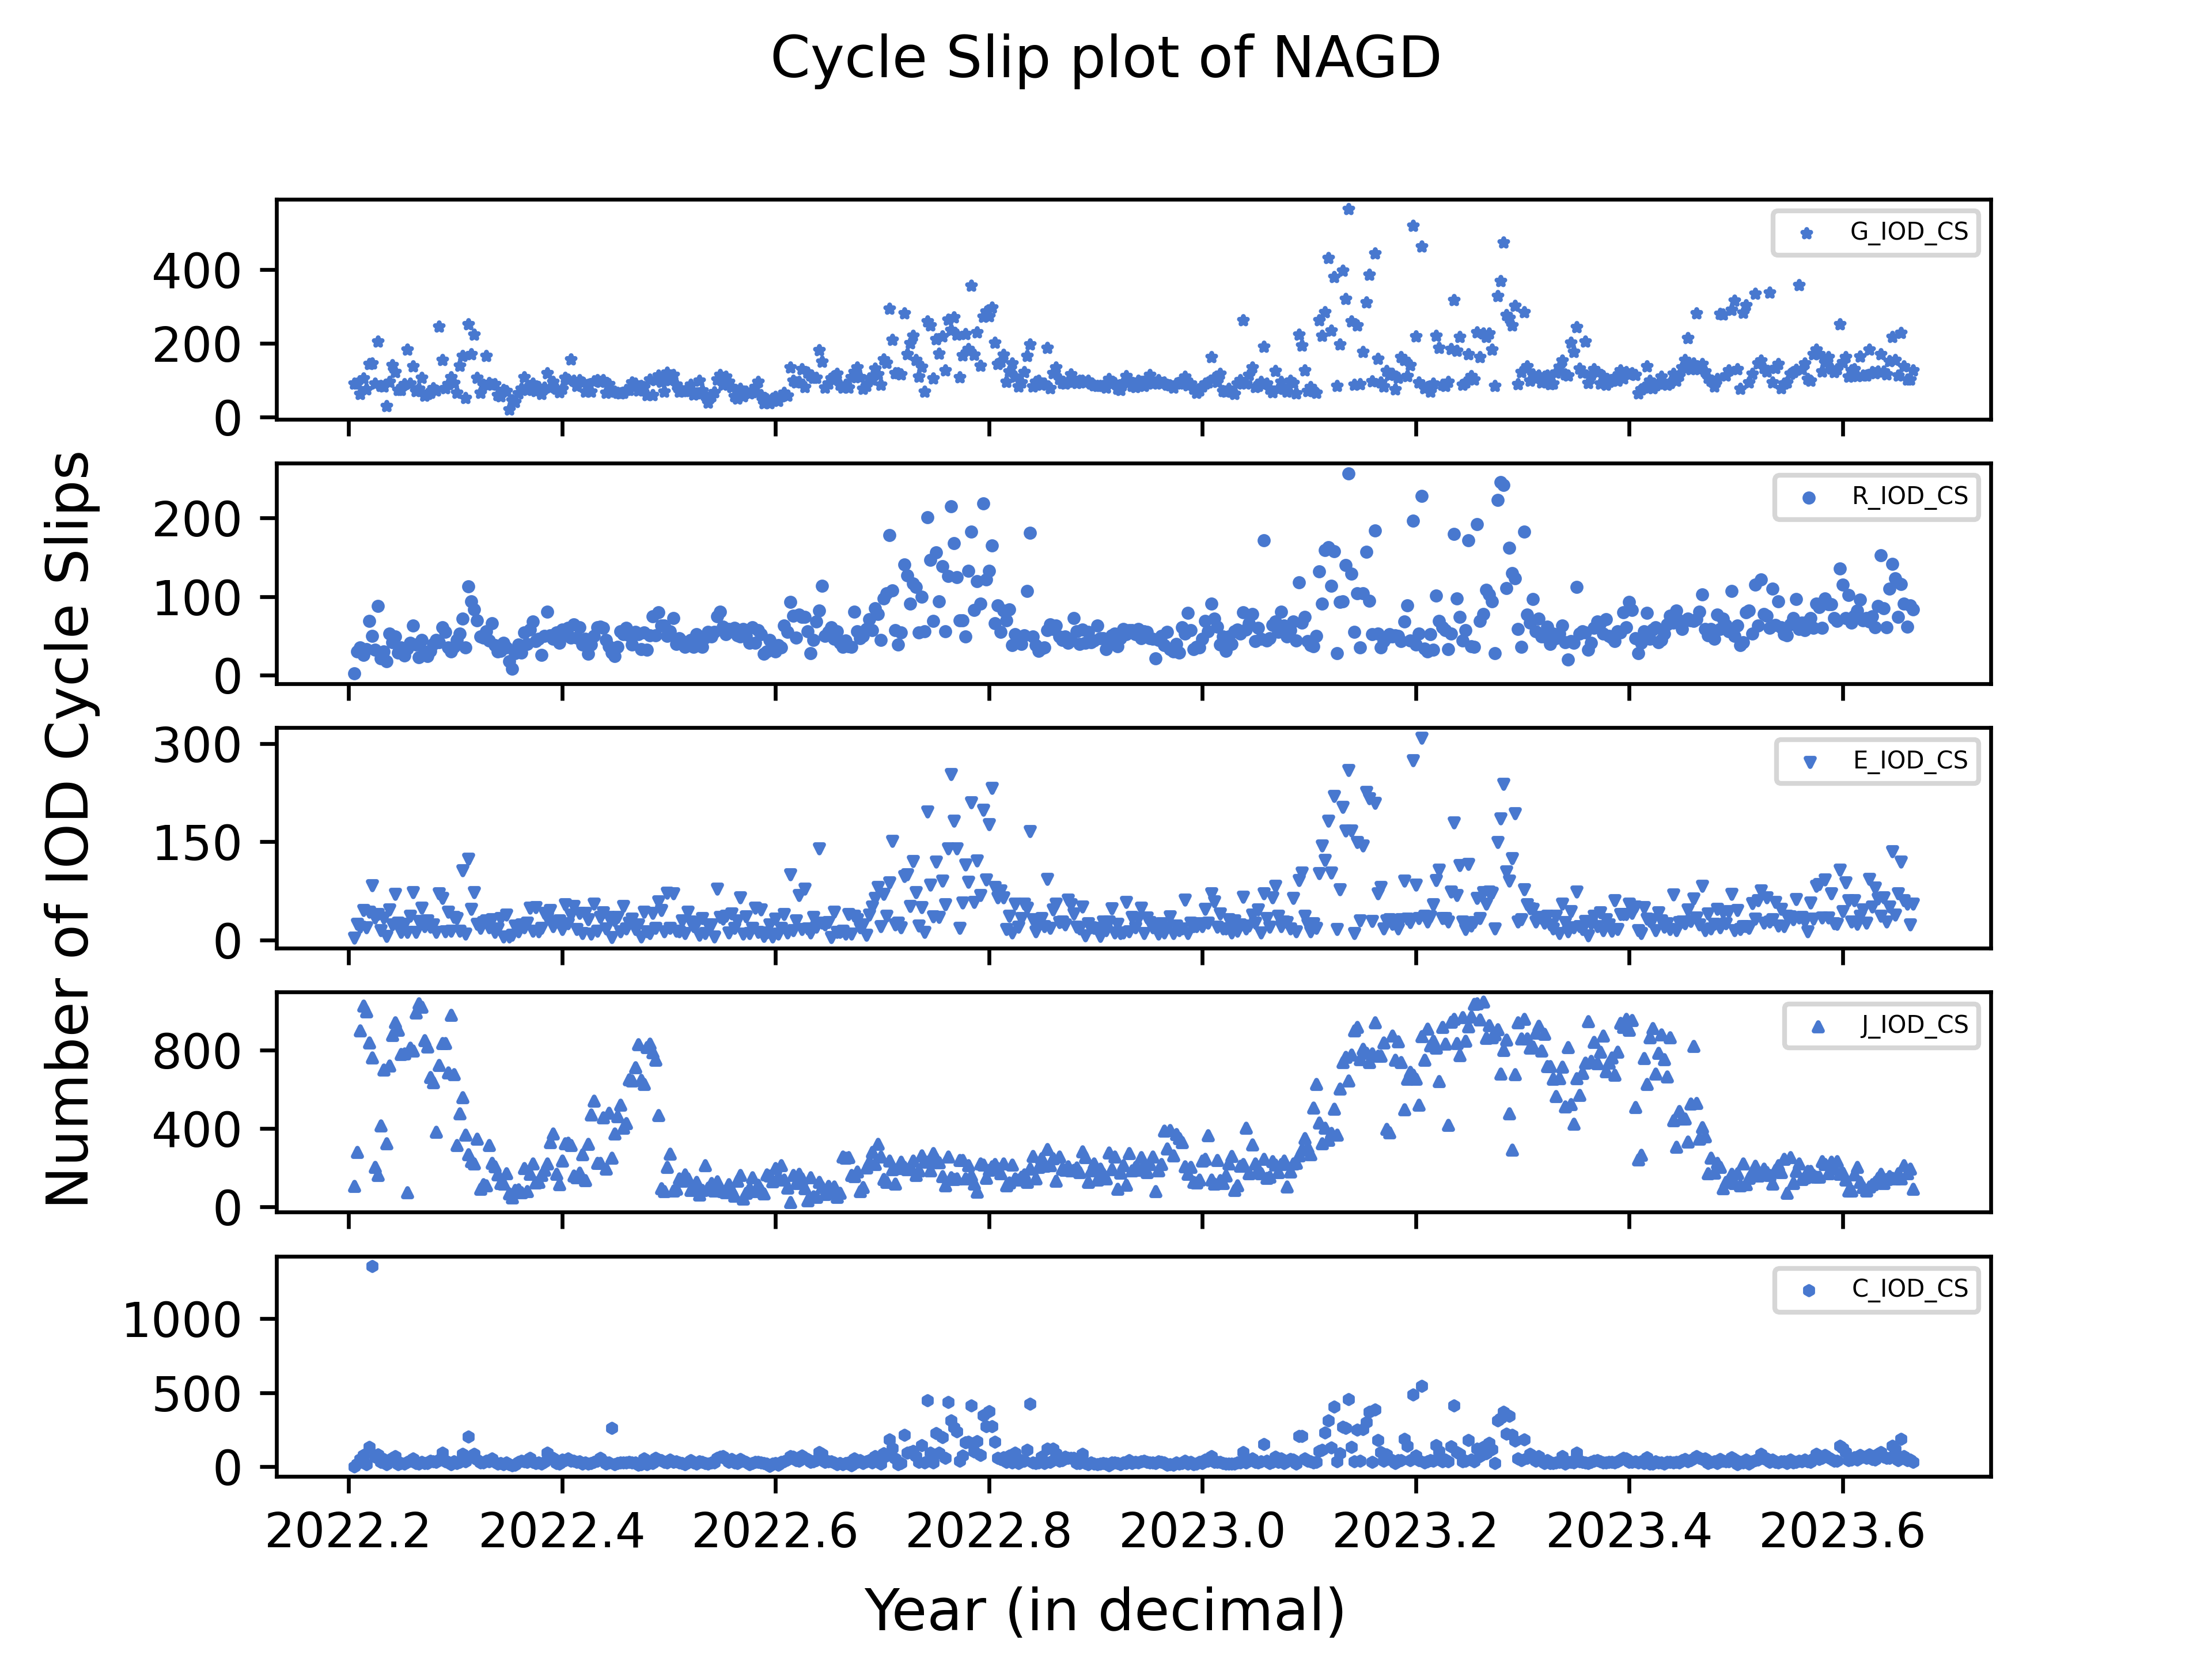 Cycle Slip plot of NAGD
Number of IOD Cycle Slips
400
200
0
G_IOD_CS
200
100
0
R_IOD_CS
300
150
0
E_IOD_CS
800
400
0
J_IOD_CS
1000
500
0
C_IOD_CS
2022.2 2022.4 2022.6 2022.8 2023.0 2023.2 2023.4 2023.6
Year (in decimal)